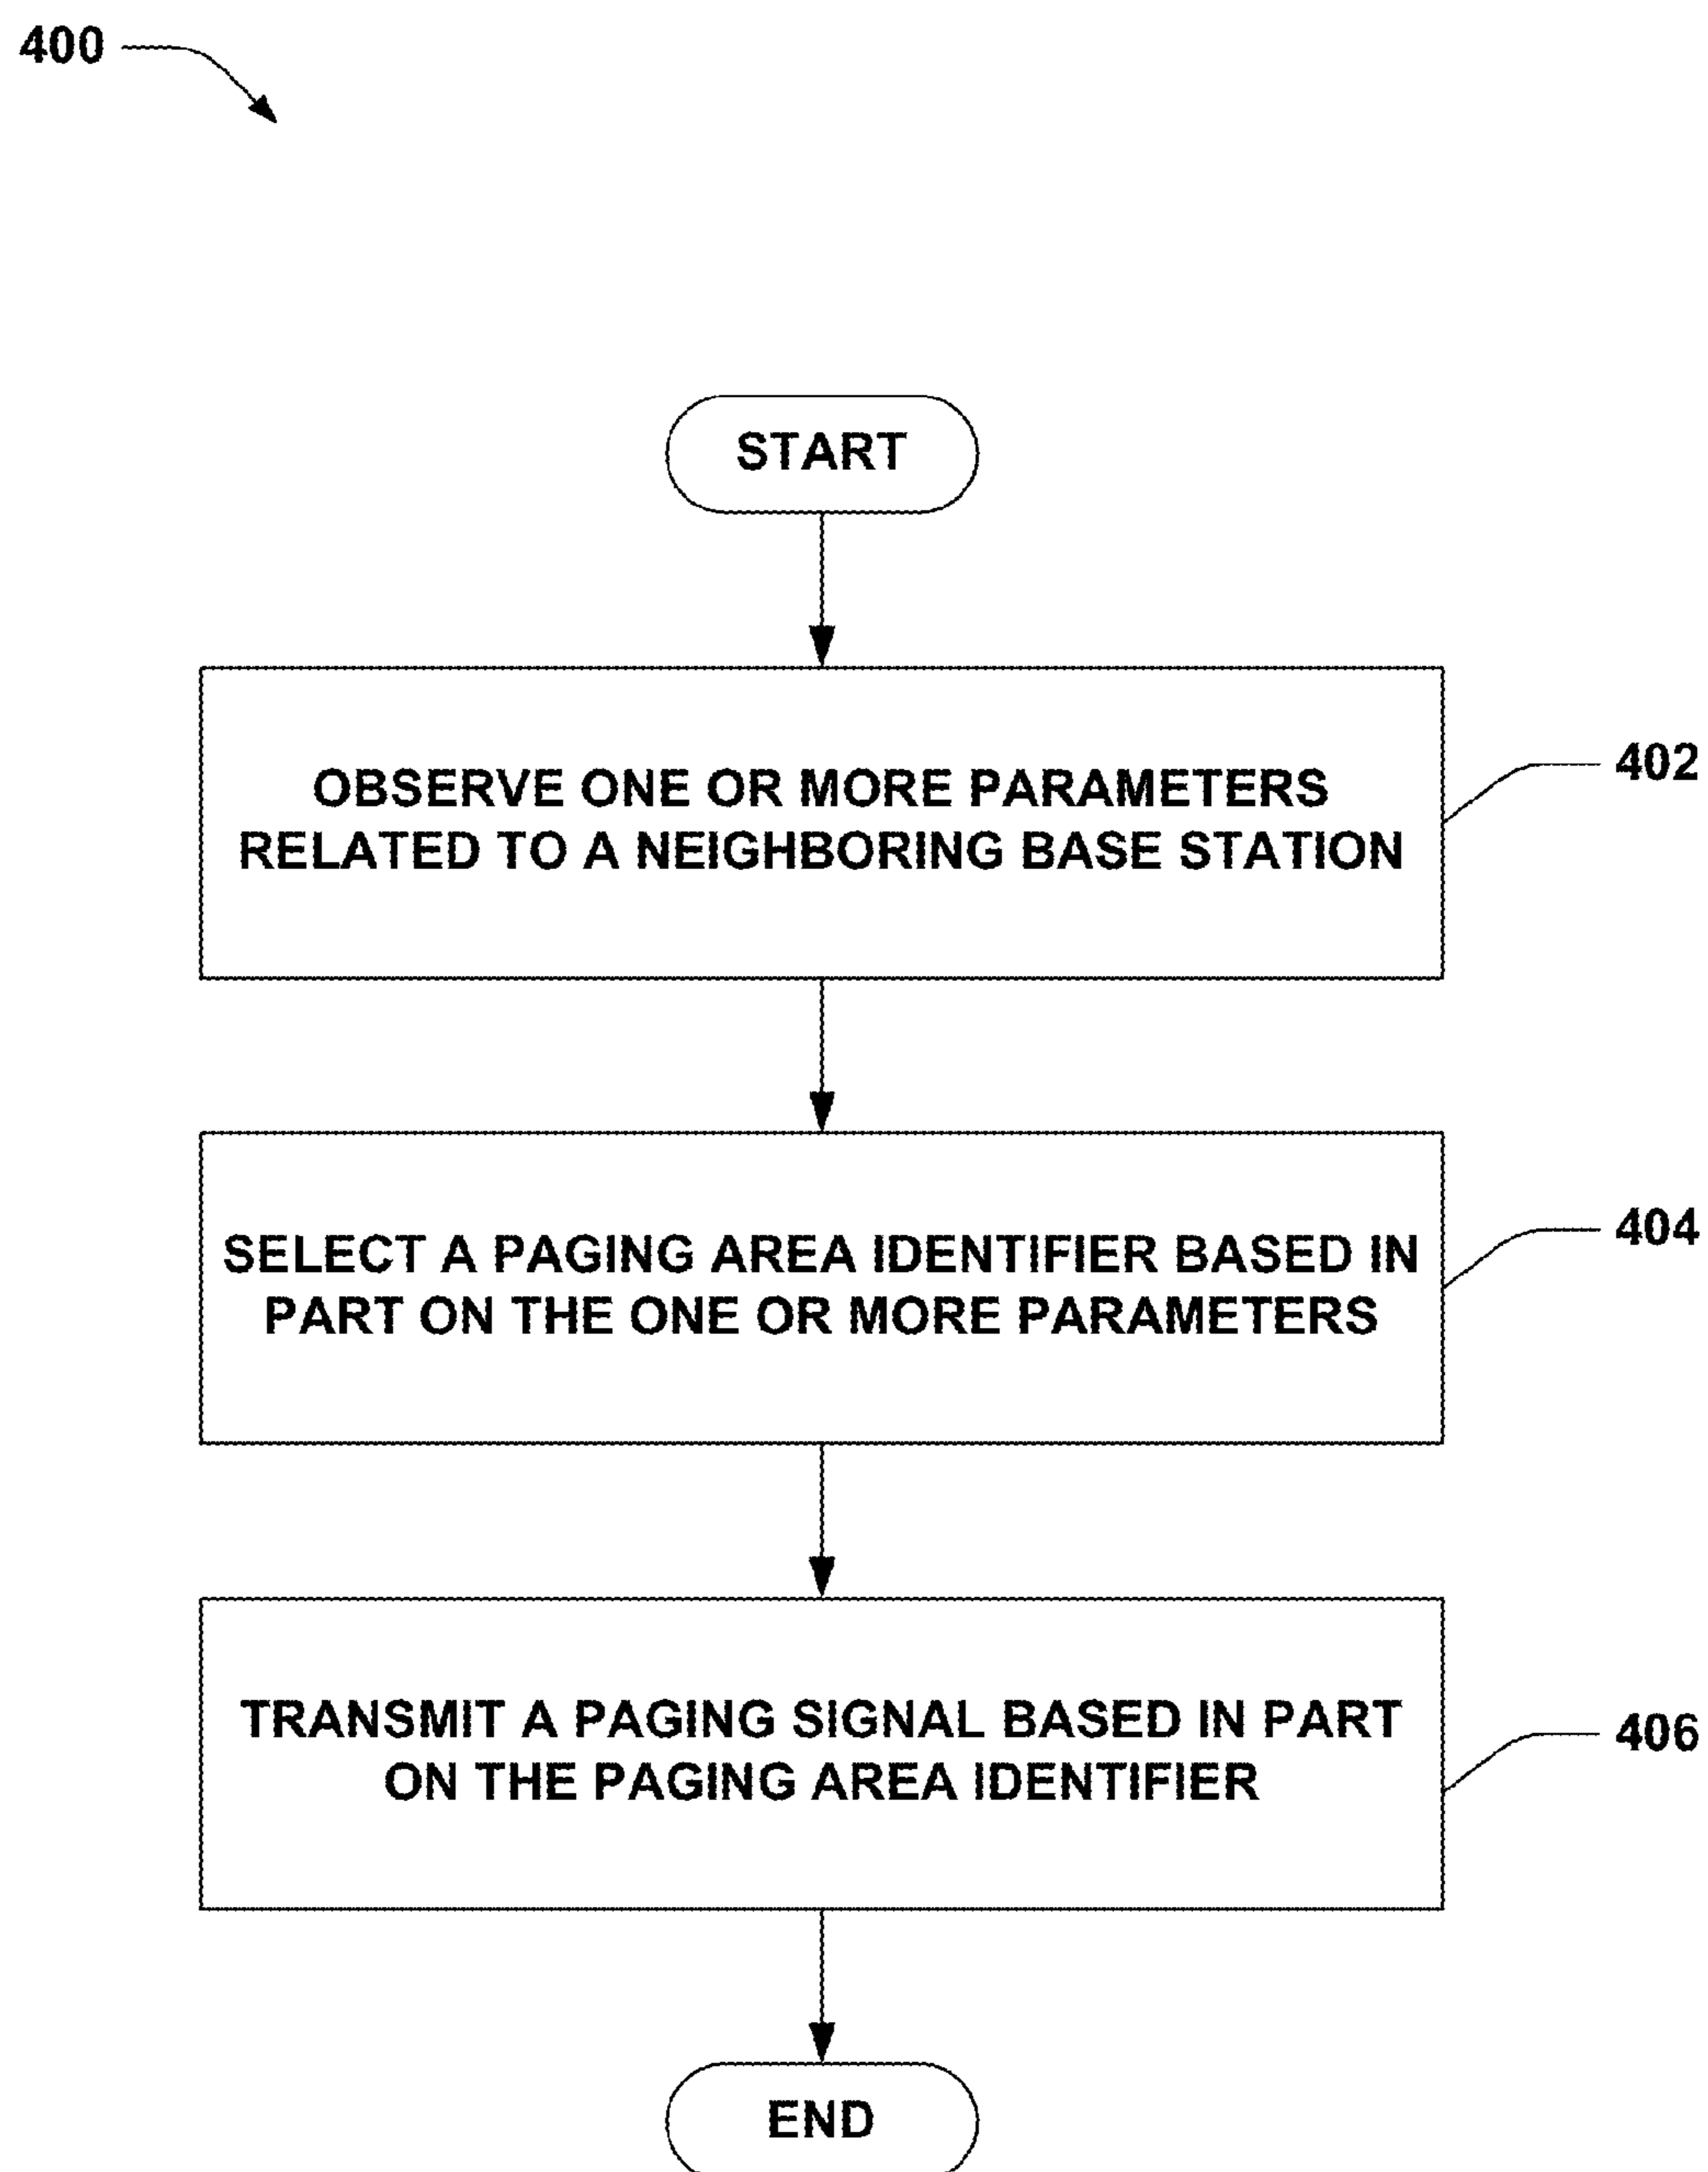 400
START
OBSERVE ONE OR MORE PARAMETERS
RELATED TO A NEIGHBORING BASE STATION
402
SELECT A PAGING AREA IDENTIFIER BASED IN
PART ON THE ONE OR MORE PARAMETERS
404
TRANSMIT A PAGING SIGNAL BASED IN PART
ON THE PAGING AREA IDENTIFIER
406
END